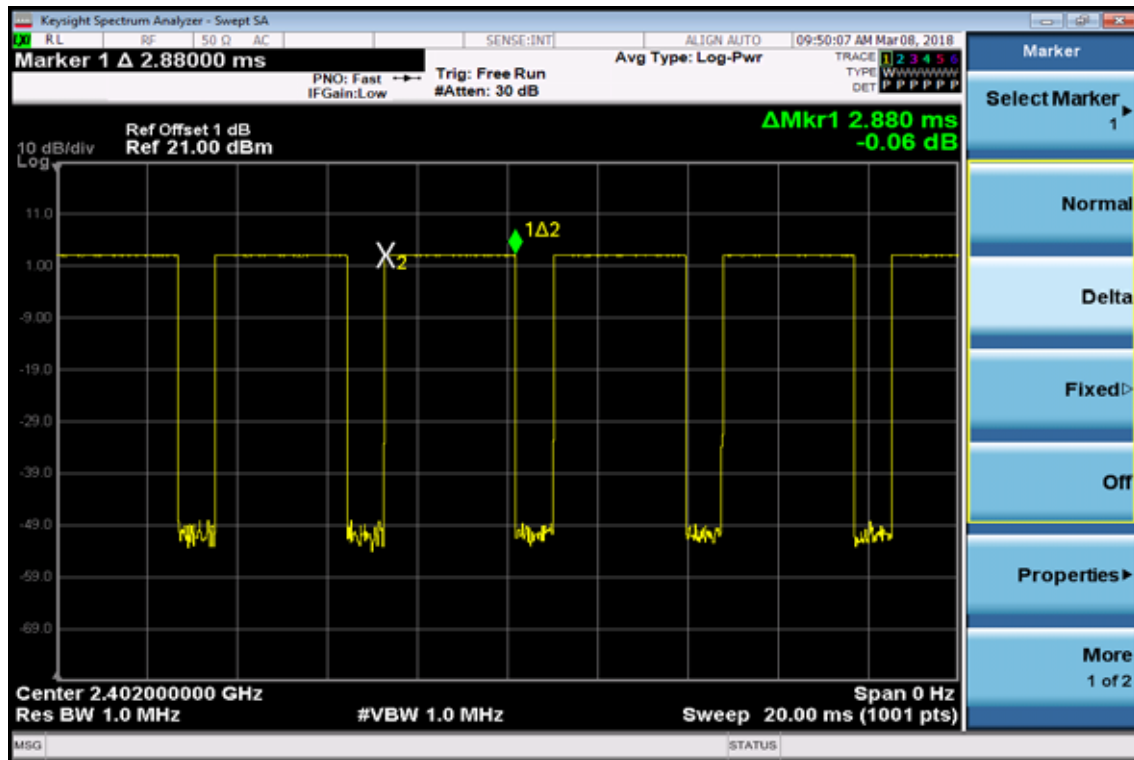 Keysight Spectrum Analyzer - Swept SA
LXI RL RF 50 Ω AC SENSE:INT ALIGN AUTO 09:50:07 AM Mar 08, 2018
Marker 1 Δ 2.88000 ms
PNO: Fast
IFGain:Low
Trig: Free Run
#Atten: 30 dB
Avg Type: Log-Pwr
TRACE 1 2 3 4 5 6
TYPE WWWWWW
DET P P P P P P
ΔMkr1 2.880 ms
-0.06 dB
Ref Offset 1 dB
10 dB/div Ref 21.00 dBm
Log
11.0
1.00
-9.00
-19.0
-29.0
-39.0
-49.0
-59.0
-69.0
1Δ2
X2
Center 2.402000000 GHz Span 0 Hz
Res BW 1.0 MHz #VBW 1.0 MHz Sweep 20.00 ms (1001 pts)
MSG STATUS
Marker
Select Marker
1
Normal
Delta
Fixed
Off
Properties
More
1 of 2